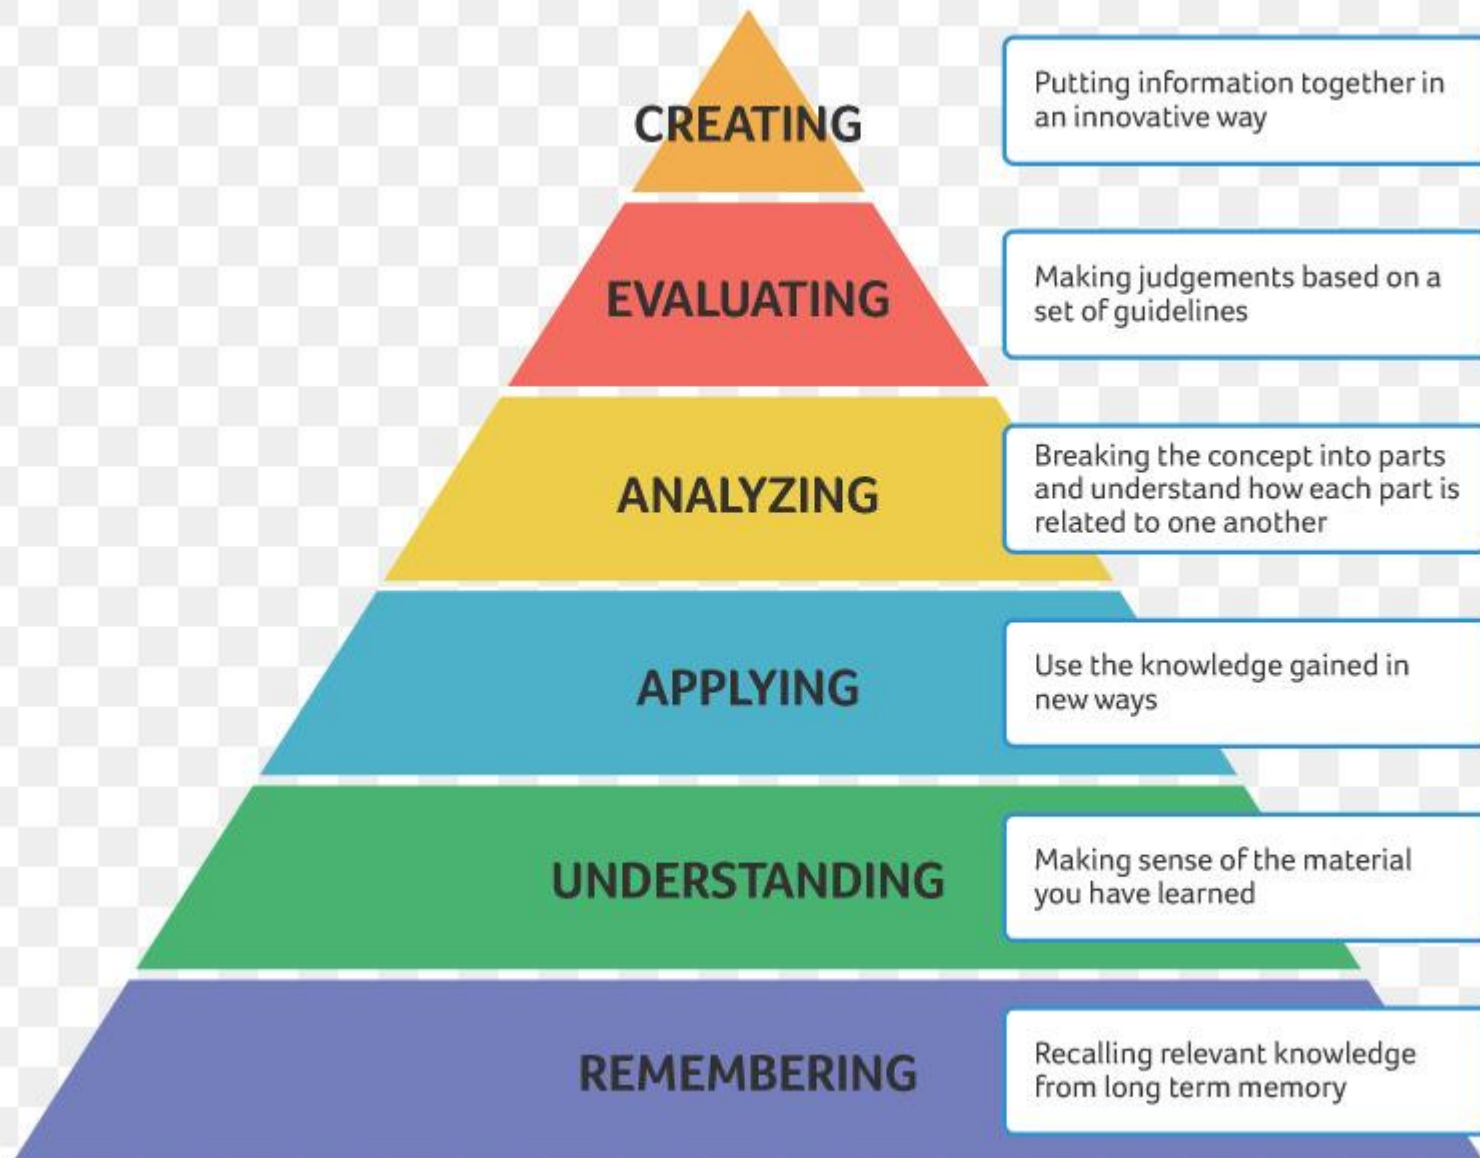 CREATING
Putting information together in
an innovative way
EVALUATING
Making judgements based on a
set of guidelines
ANALYZING
Breaking the concept into parts
and understand how each part is
related to one another
APPLYING
Use the knowledge gained in
new ways
UNDERSTANDING
Making sense of the material
you have learned
REMEMBERING
Recalling relevant knowledge
from long term memory